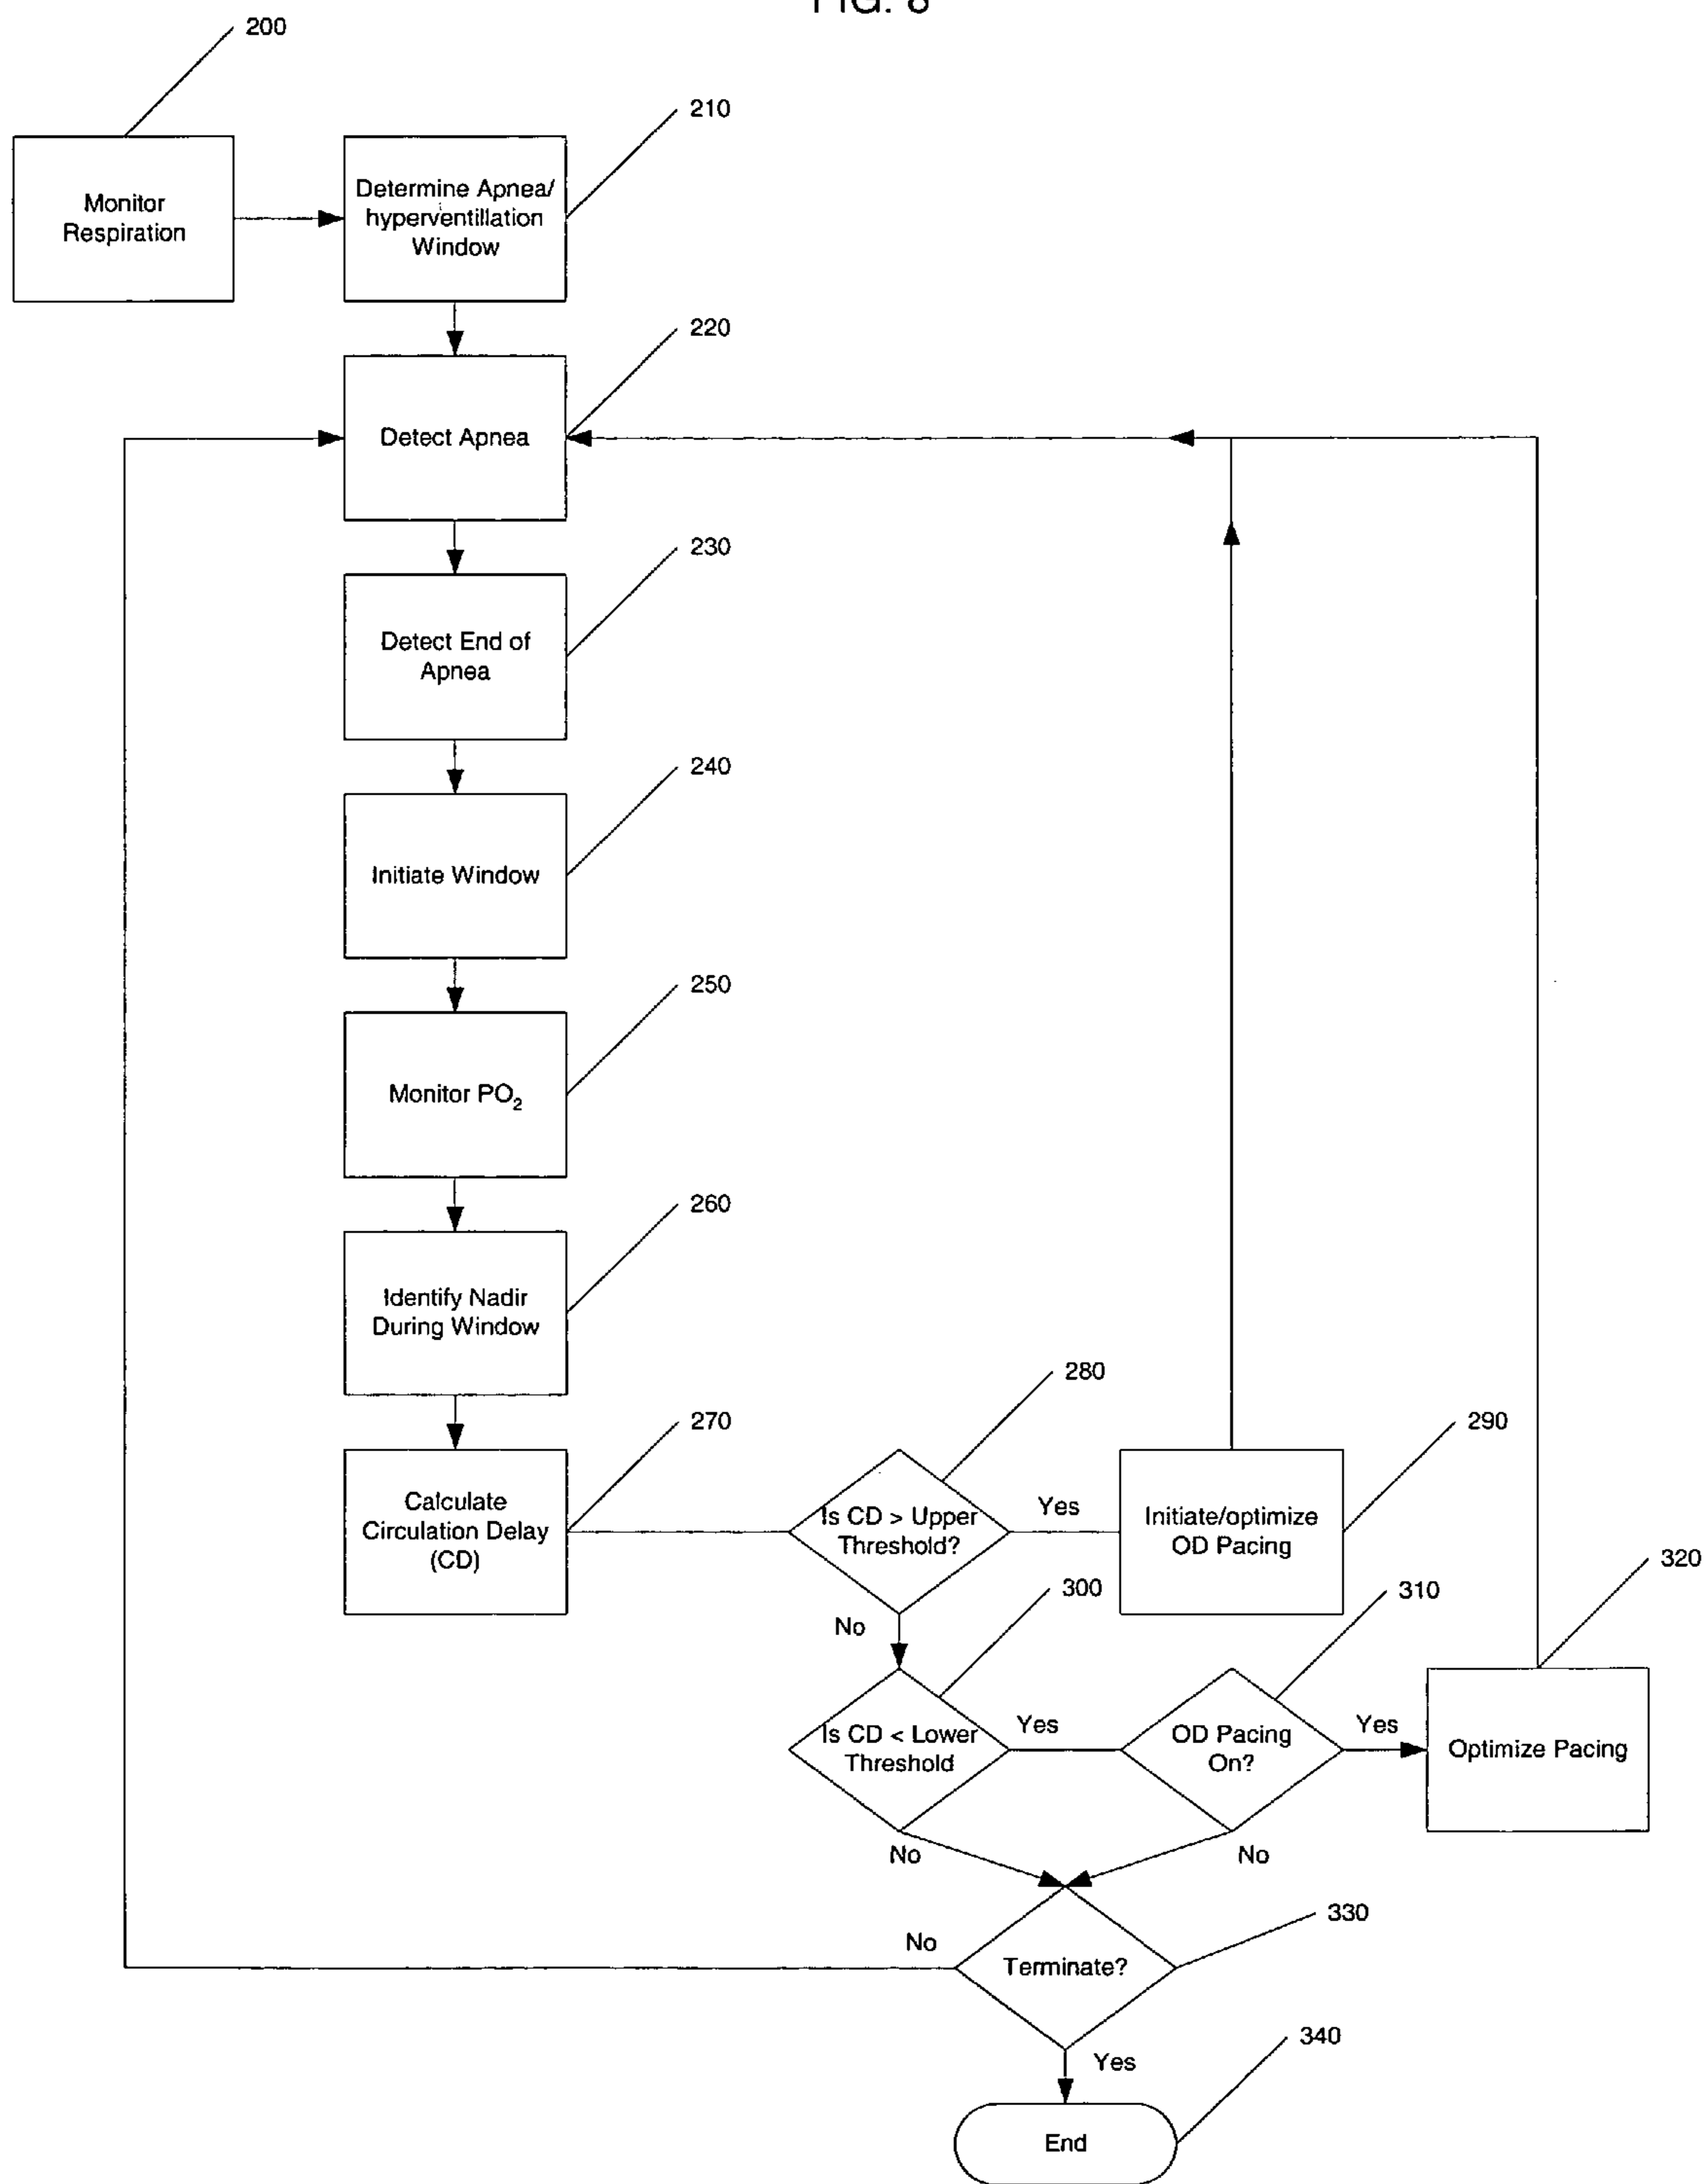 FIG. 8
200
210
Monitor
Respiration
Determine Apnea/
hyperventillation
Window
220
Detect Apnea
230
Detect End of
Apnea
240
Initiate Window
250
Monitor PO2
260
Identify Nadir
During Window
270
Calculate
Circulation Delay
(CD)
280
Is CD > Upper
Threshold?
Yes
290
Initiate/optimize
OD Pacing
No
300
Is CD < Lower
Threshold
Yes
310
OD Pacing
On?
Yes
320
Optimize Pacing
No
No
330
Terminate?
No
Yes
340
End